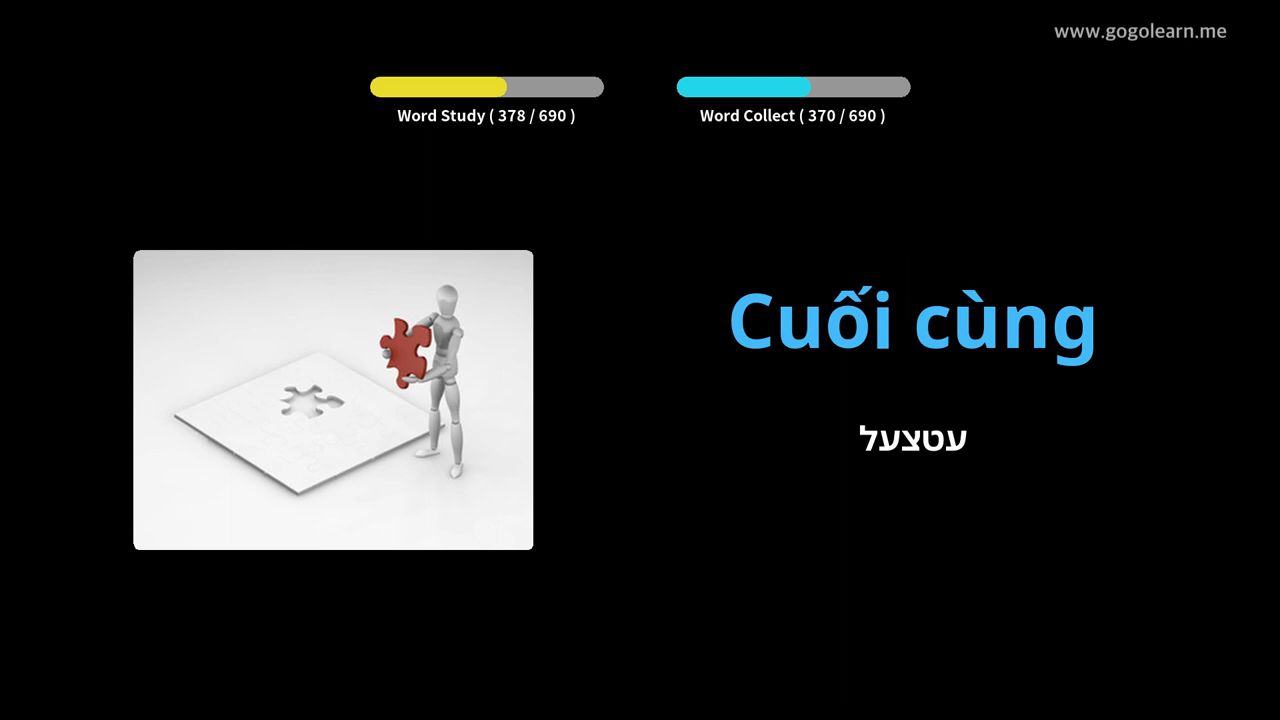 www.gogolearn.me
Word Study ( 378 / 690 )
Word Collect ( 370 / 690 )
Cuối cùng
עטצעל